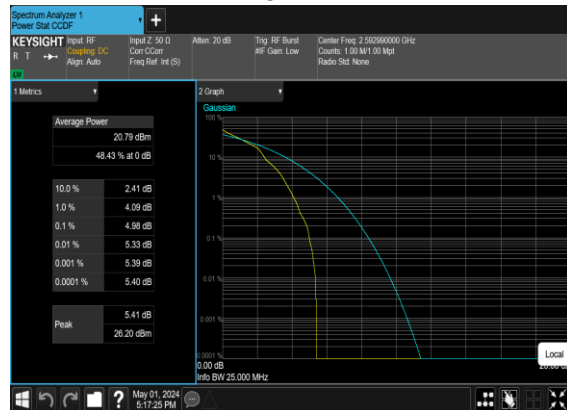 Spectrum Analyzer 1
Power Stat CCDF
+
KEYSIGHT
R T
LW
Input: RF
Coupling: DC
Align: Auto
Input Z: 50 Ω
Corr CCorr
Freq Ref: Int (S)
Atten: 20 dB
Trig: RF Burst
#IF Gain: Low
Center Freq: 2.592990000 GHz
Counts: 1.00 M/1.00 Mpt
Radio Std: None
1 Metrics
Average Power
20.79 dBm
48.43 % at 0 dB
10.0 % 2.41 dB
1.0 % 4.09 dB
0.1 % 4.98 dB
0.01 % 5.33 dB
0.001 % 5.39 dB
0.0001 % 5.40 dB
Peak
5.41 dB
26.20 dBm
2 Graph
Gaussian
100 %
10 %
1 %
0.1 %
0.01 %
0.001 %
0.0001 %
0.00 dB
Info BW 25.000 MHz
Local
?
May 01, 2024
5:17:25 PM